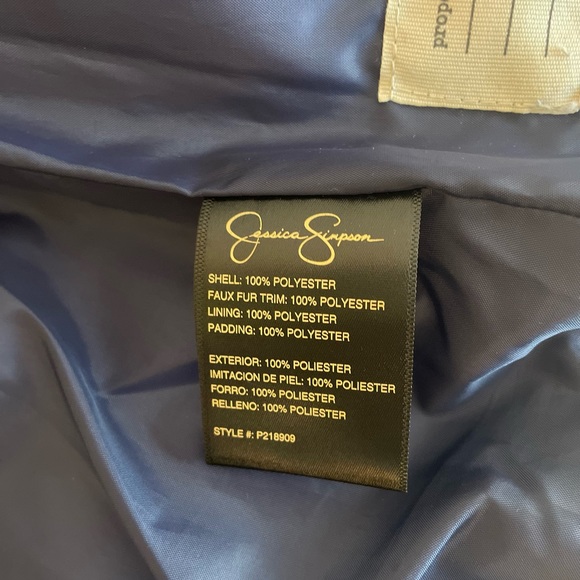 Jessica Simpson
SHELL: 100% POLYESTER
FAUX FUR TRIM: 100% POLYESTER
LINING: 100% POLYESTER
PADDING: 100% POLYESTER
EXTERIOR: 100% POLIESTER
IMITACION DE PIEL: 100% POLIESTER
FORRO: 100% POLIESTER
RELLENO: 100% POLIESTER
STYLE #: P218909